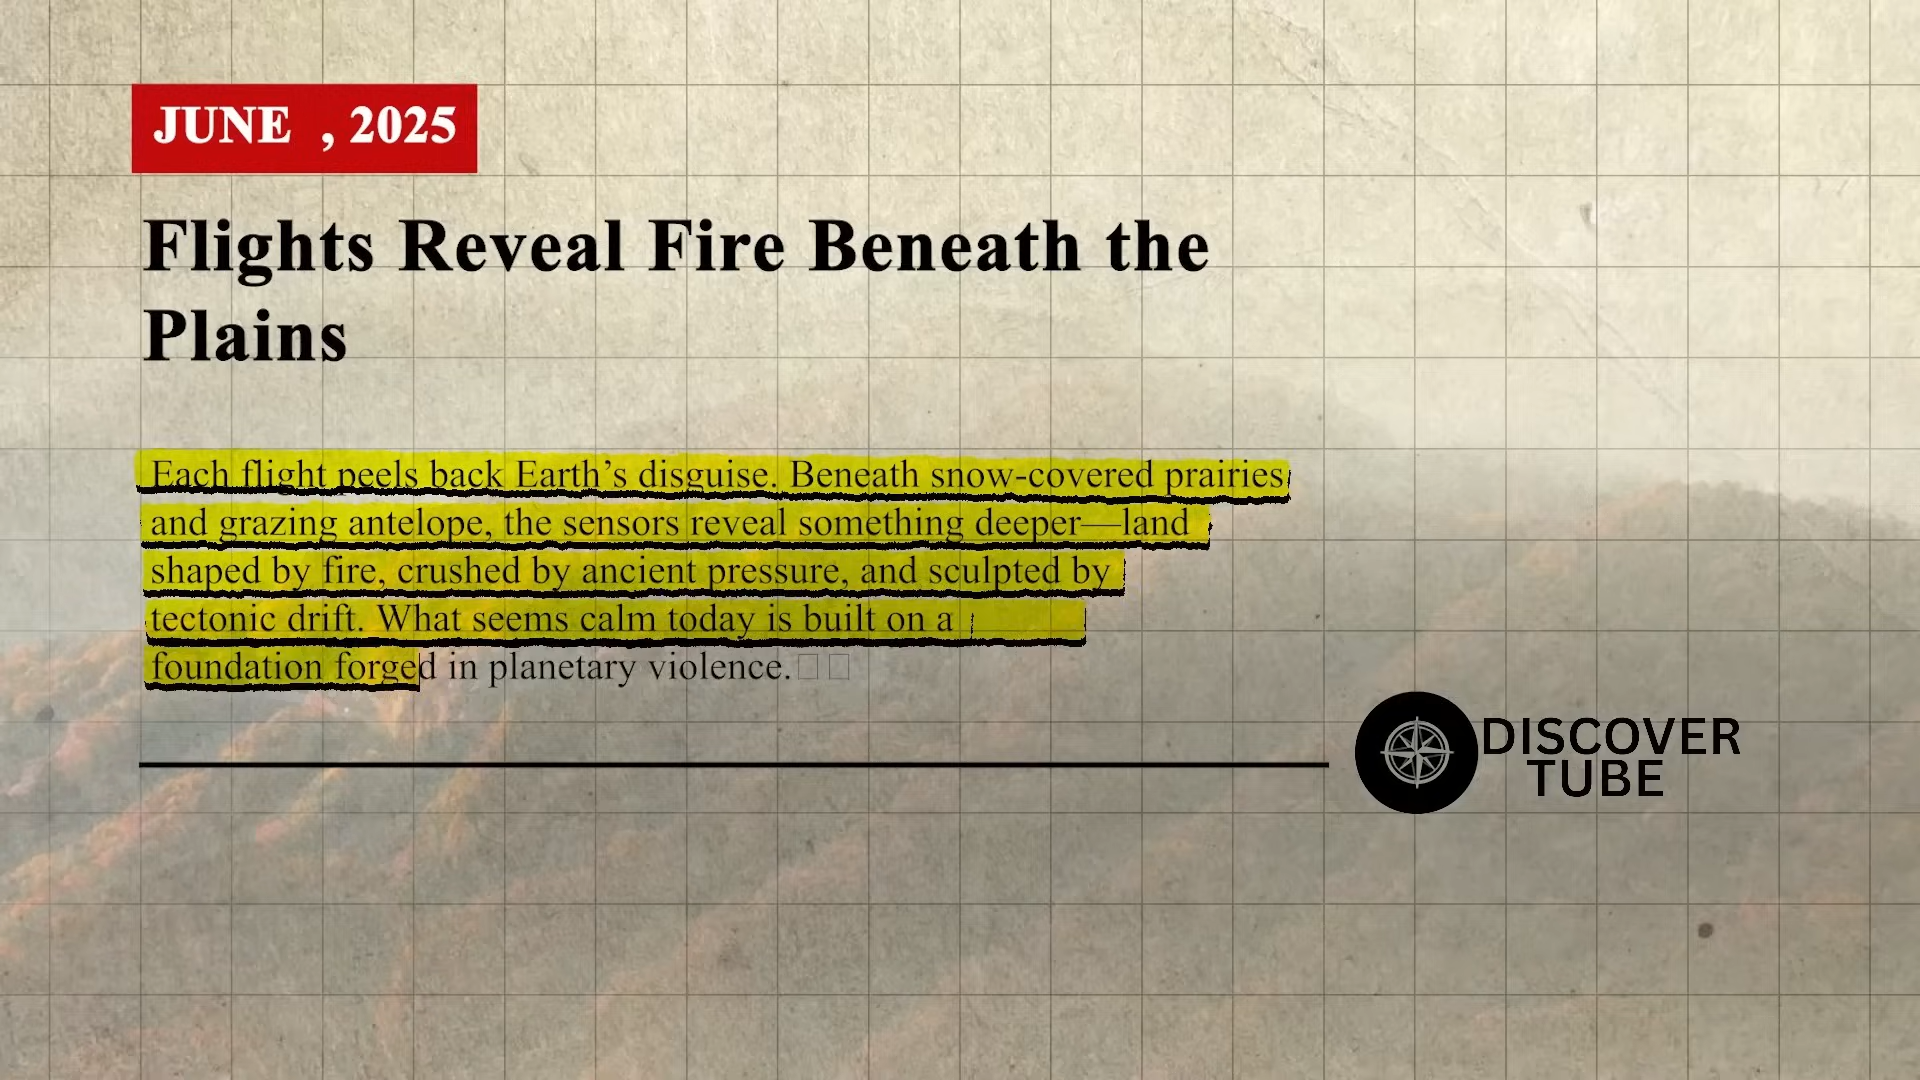 JUNE , 2025
Flights Reveal Fire Beneath the
Plains
Each flight peels back Earth’s disguise. Beneath snow-covered prairies
and grazing antelope, the sensors reveal something deeper—land
shaped by fire, crushed by ancient pressure, and sculpted by
tectonic drift. What seems calm today is built on a
foundation forged in planetary violence.□□
DISCOVER
TUBE